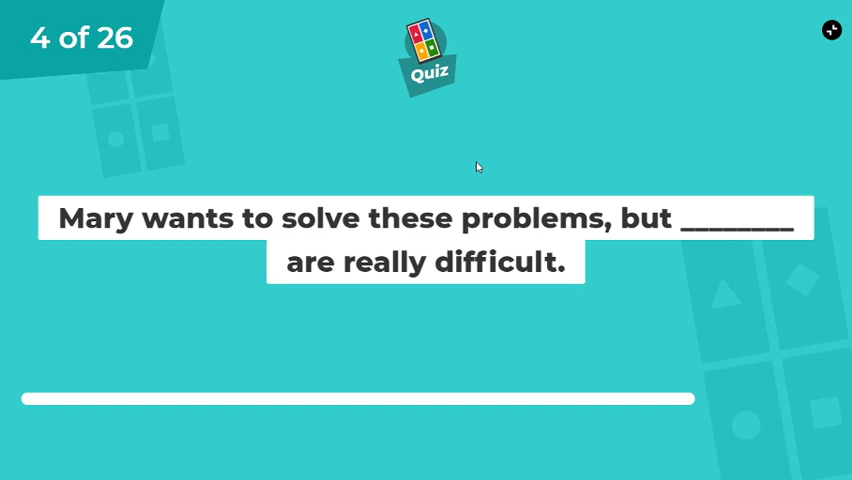 4 of 26
Quiz
Mary wants to solve these problems, but ________
are really difficult.